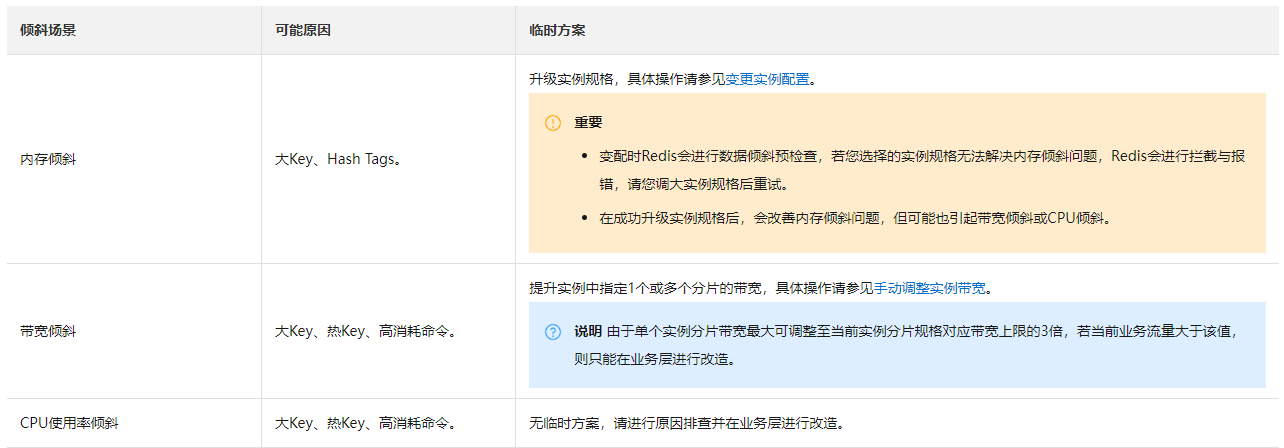 倾斜场景 可能原因 临时方案
升级实例规格，具体操作请参见变更实例配置。
重要
内存倾斜 大Key、Hash Tags。
• 变配时Redis会进行数据倾斜预检查，若您选择的实例规格无法解决内存倾斜问题，Redis会进行拦截与报
错，请您调大实例规格后重试。
• 在成功升级实例规格后，会改善内存倾斜问题，但可能也引起带宽倾斜或CPU倾斜。
提升实例中指定1个或多个分片的带宽，具体操作请参见手动调整实例带宽。
带宽倾斜 大Key、热Key、高消耗命令。
说明 由于单个实例分片带宽最大可调整至当前实例分片规格对应带宽上限的3倍，若当前业务流量大于该值，
则只能在业务层进行改造。
CPU使用率倾斜 大Key、热Key、高消耗命令。 无临时方案，请进行原因排查并在业务层进行改造。